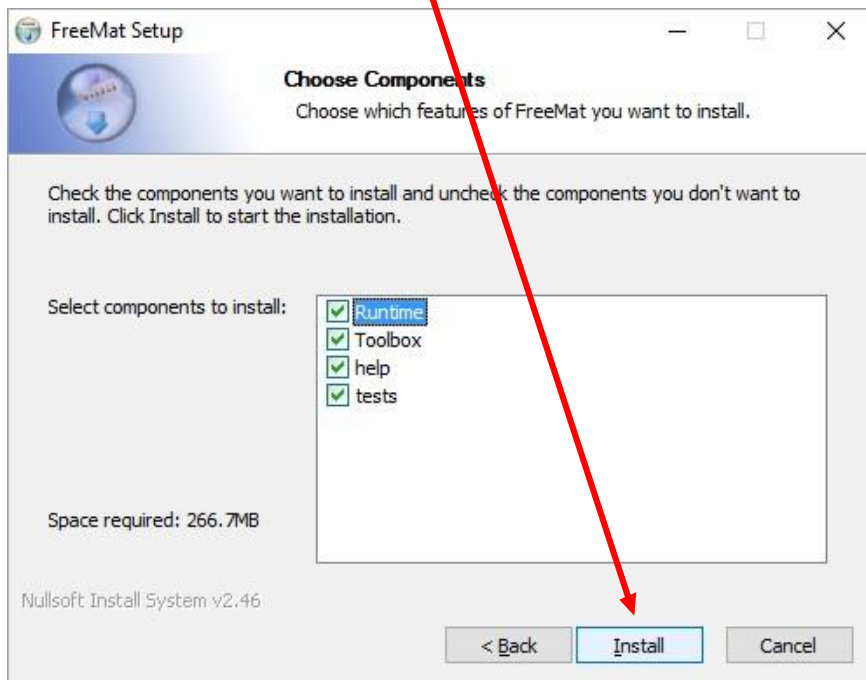 FreeMat Setup
Choose Components
Choose which features of FreeMat you want to install.
Check the components you want to install and uncheck the components you don't want to
install. Click Install to start the installation.
Select components to install:
Runtime
Toolbox
help
tests
Space required: 266.7MB
Nullsoft Install System v2.46
< Back
Install
Cancel